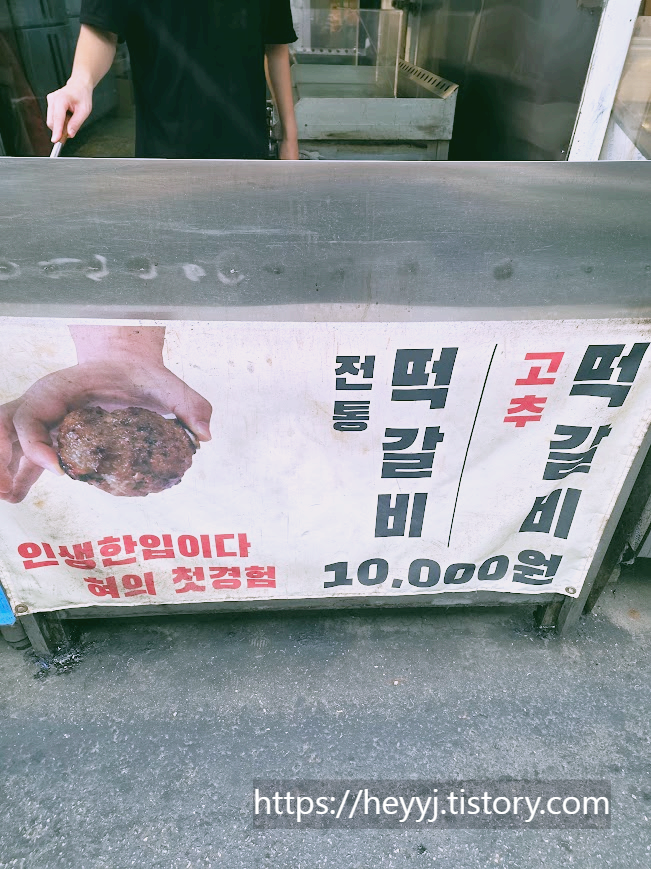 전통
떡갈비
고추
떡갈비
10,000원
인생한입이다
혀의 첫경험
https://heyyj.tistory.com